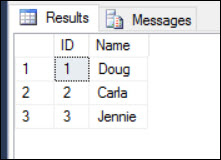 Results Messages
ID Name
1 1 Doug
2 2 Carla
3 3 Jennie